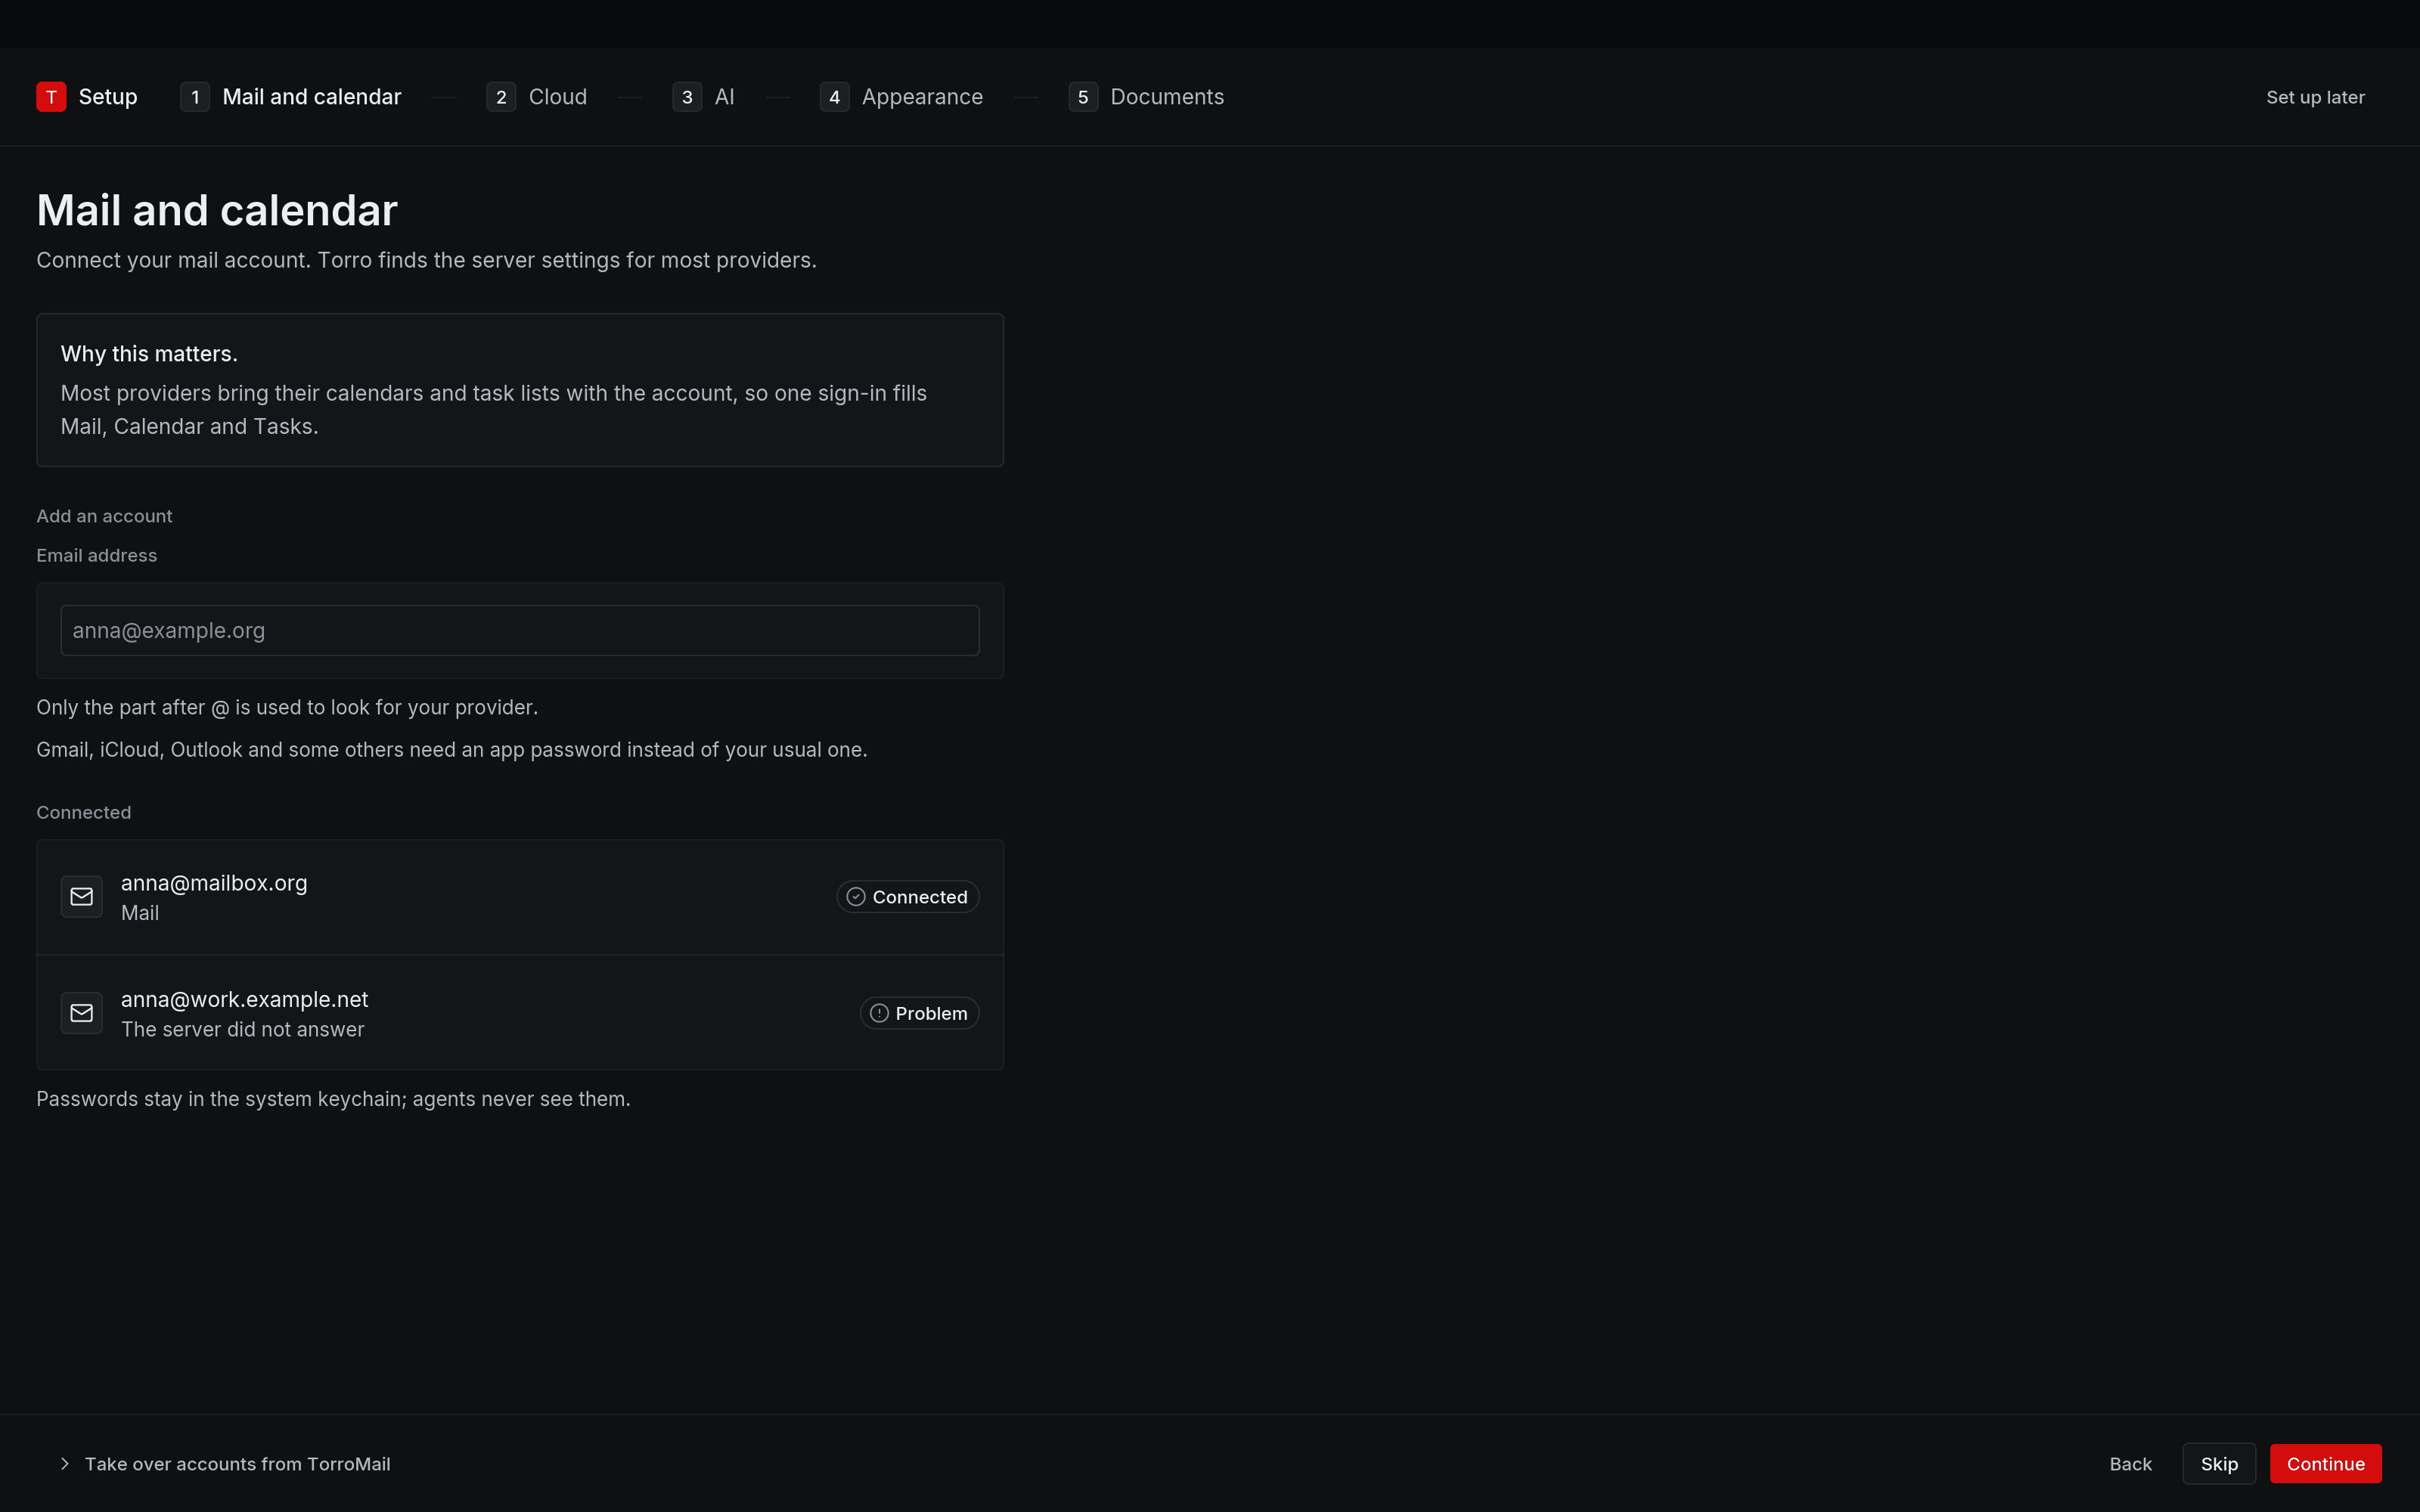 T Setup 1 Mail and calendar 2 Cloud 3 AI 4 Appearance 5 Documents Set up later
Mail and calendar
Connect your mail account. Torro finds the server settings for most providers.
Why this matters.
Most providers bring their calendars and task lists with the account, so one sign-in fills
Mail, Calendar and Tasks.
Add an account
Email address
anna@example.org
Only the part after @ is used to look for your provider.
Gmail, iCloud, Outlook and some others need an app password instead of your usual one.
Connected
anna@mailbox.org
Mail
Connected
anna@work.example.net
The server did not answer
Problem
Passwords stay in the system keychain; agents never see them.
Take over accounts from TorroMail Back Skip Continue